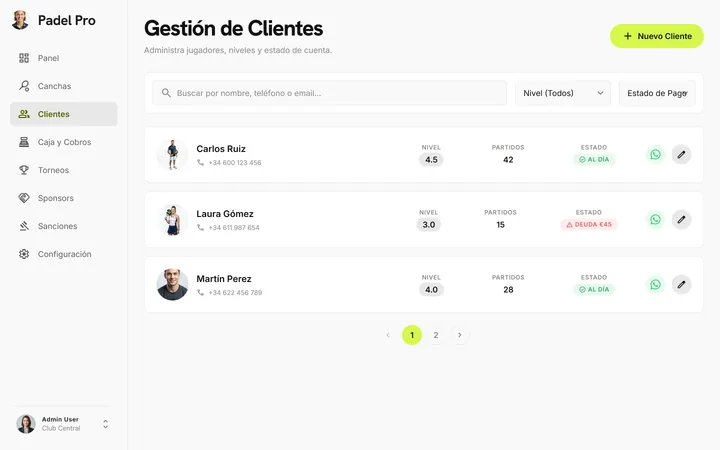 Padel Pro
Panel
Canchas
Clientes
Caja y Cobros
Torneos
Sponsors
Sanciones
Configuración
Admin User
Club Central
Gestión de Clientes
Administra jugadores, niveles y estado de cuenta.
+ Nuevo Cliente
Buscar por nombre, teléfono o email...
Nivel (Todos)
Estado de Pago
Carlos Ruiz
+34 600 123 456
NIVEL
4.5
PARTIDOS
42
ESTADO
AL DÍA
Laura Gómez
+34 611 987 654
NIVEL
3.0
PARTIDOS
15
ESTADO
DEUDA €45
Martín Perez
+34 622 456 789
NIVEL
4.0
PARTIDOS
28
ESTADO
AL DÍA
1 2